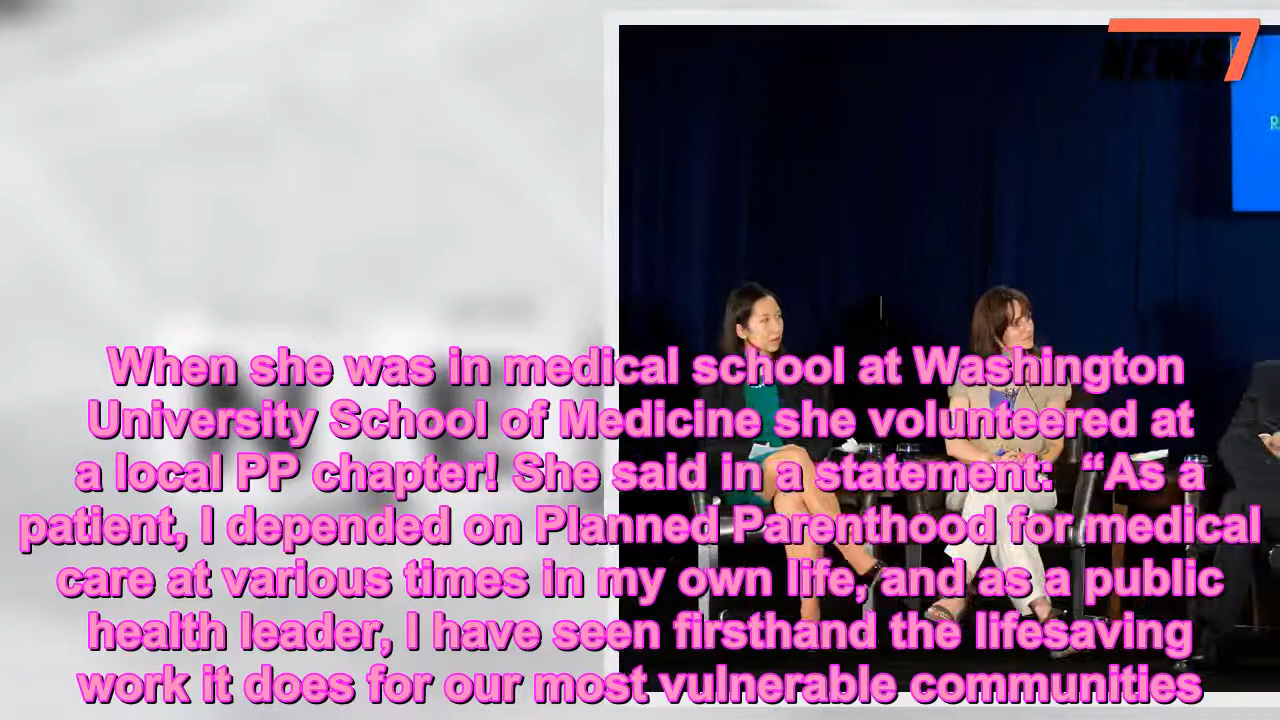 NEWS7
When she was in medical school at Washington
University School of Medicine she volunteered at
a local PP chapter! She said in a statement:  “As a
patient, I depended on Planned Parenthood for medical
care at various times in my own life, and as a public
health leader, I have seen firsthand the lifesaving
work it does for our most vulnerable communities